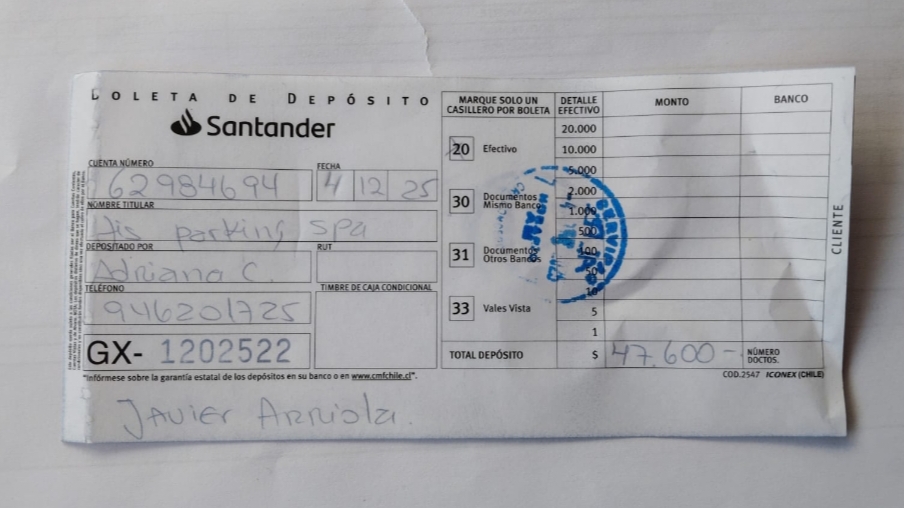 BOLETA DE DEPÓSITO
Santander
CUENTA NÚMERO
62984694
FECHA
4 12 25
NOMBRE TITULAR
His parking spa
DEPOSITADO POR
RUT
Adriana C.
TELÉFONO
TIMBRE DE CAJA CONDICIONAL
946201725
GX- 1202522
"Infórmese sobre la garantía estatal de los depósitos en su banco o en www.cmfchile.cl".
Javier Arriola.
MARQUE SOLO UN CASILLERO POR BOLETA
20 Efectivo
30 Documentos Mismo Banco
31 Documentos Otros Bancos
33 Vales Vista
DETALLE EFECTIVO
MONTO
BANCO
20.000
10.000
5.000
2.000
1.000
500
100
50
10
5
1
TOTAL DEPÓSITO
$ 47.600-
NÚMERO DOCTOS.
COD.2547 ICONEX (CHILE)
CLIENTE